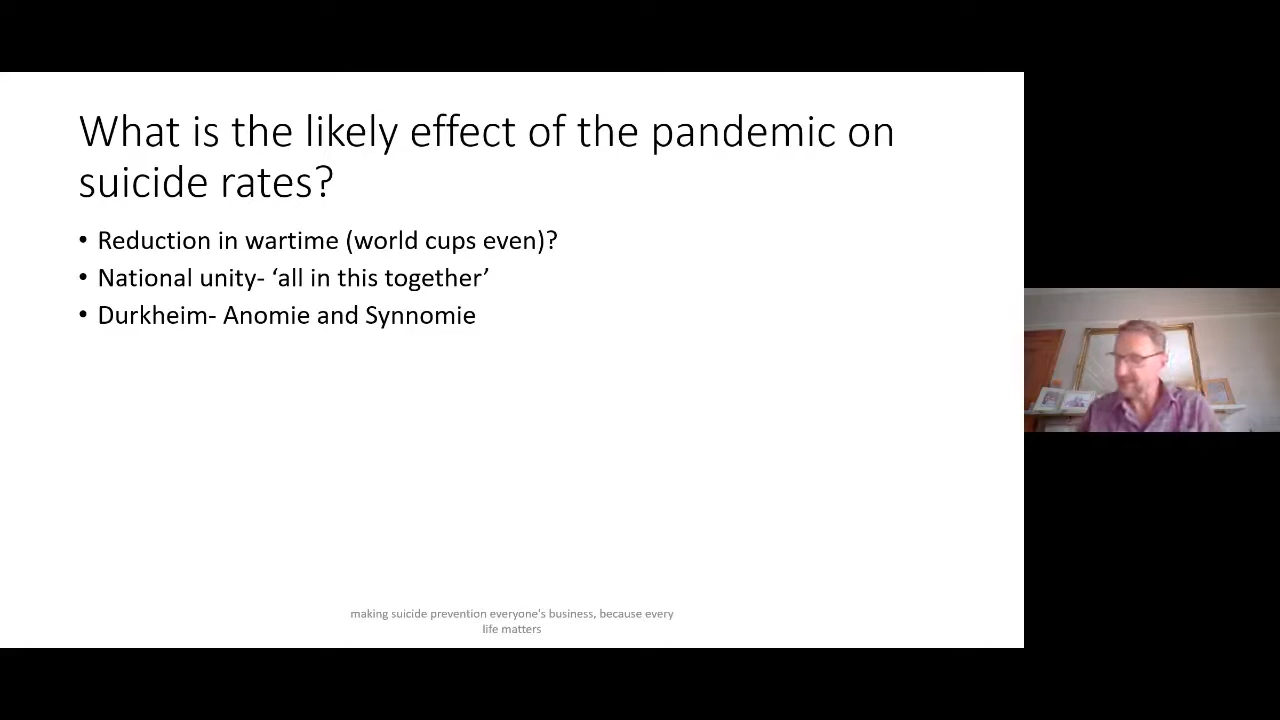 What is the likely effect of the pandemic on
suicide rates?
• Reduction in wartime (world cups even)?
• National unity- ‘all in this together’
• Durkheim- Anomie and Synnomie
making suicide prevention everyone's business, because every
life matters